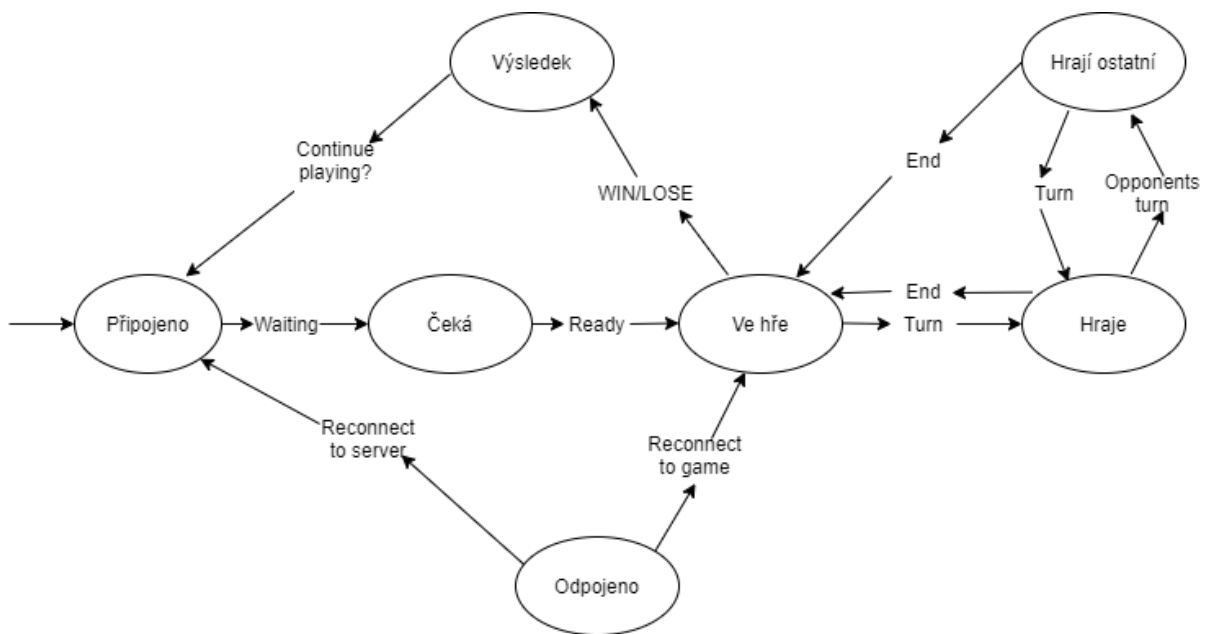 Výsledek
Hrají ostatní
Continue
playing?
End
WIN/LOSE
Turn
Opponents
turn
Připojeno
Waiting
Čeká
Ready
Ve hře
End
Turn
Hraje
Reconnect
to server
Reconnect
to game
Odpojeno